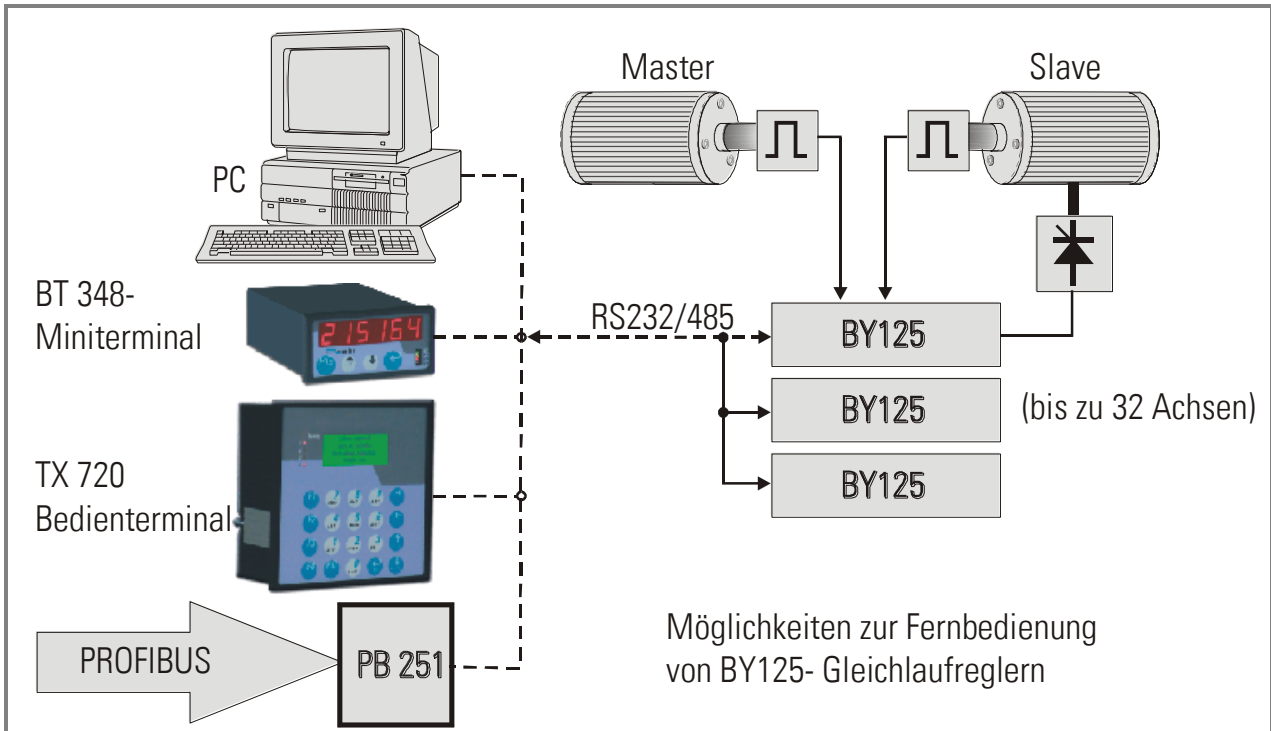 Master
Slave
PC
BT 348-
Miniterminal
215164
RS232/485
BY125
BY125
(bis zu 32 Achsen)
BY125
TX 720
Bedienterminal
PROFIBUS
PB 251
Möglichkeiten zur Fernbedienung
von BY125- Gleichlaufreglern